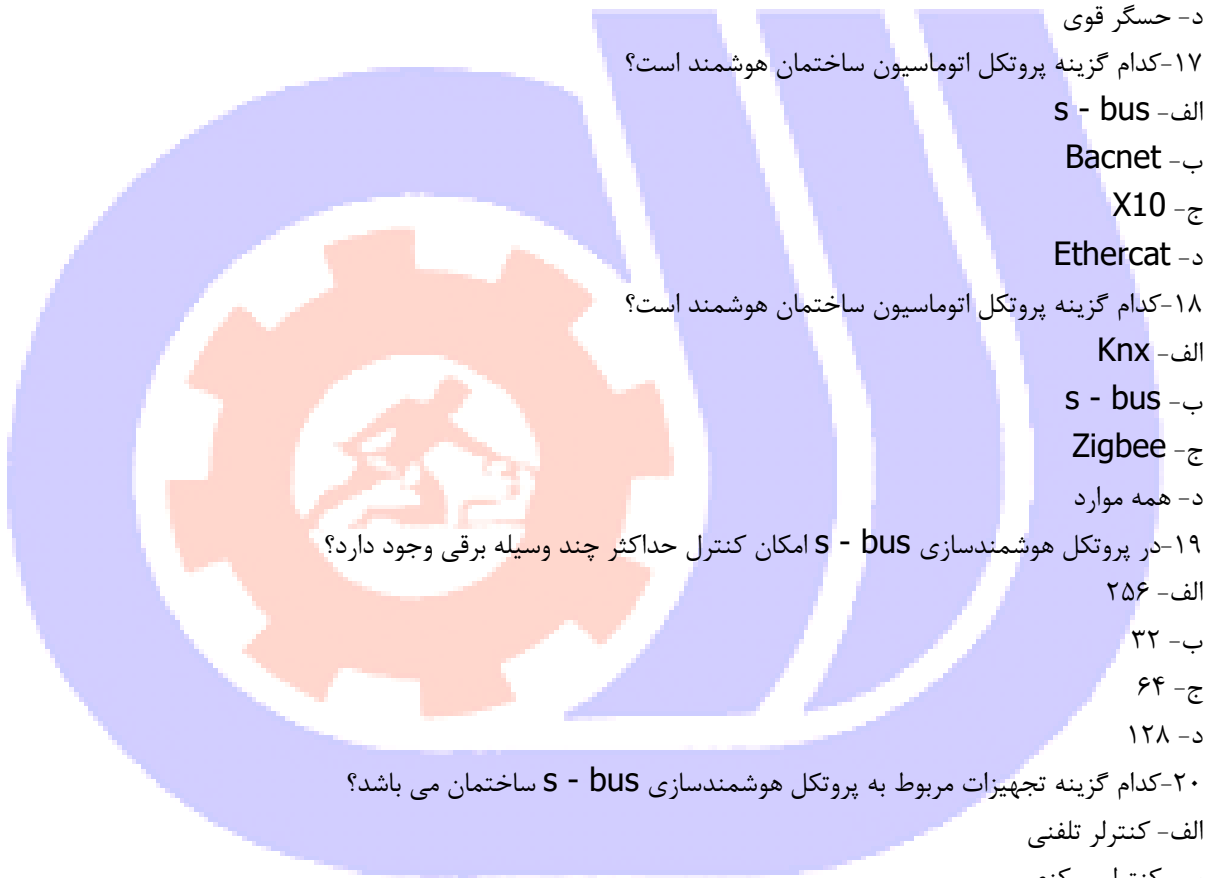 د- حسگر قوی
۱۷-کدام گزینه پروتکل اتوماسیون ساختمان هوشمند است؟
الف- s - bus
ب- Bacnet
ج- X10
د- Ethercat
۱۸-کدام گزینه پروتکل اتوماسیون ساختمان هوشمند است؟
الف- Knx
ب- s - bus
ج- Zigbee
د- همه موارد
۱۹-در پروتکل هوشمندسازی s - bus امکان کنترل حداکثر چند وسیله برقی وجود دارد؟
الف- ۲۵۶
ب- ۳۲
ج- ۶۴
د- ۱۲۸
۲۰-کدام گزینه تجهیزات مربوط به پروتکل هوشمندسازی s - bus ساختمان می باشد؟
الف- کنترلر تلفنی